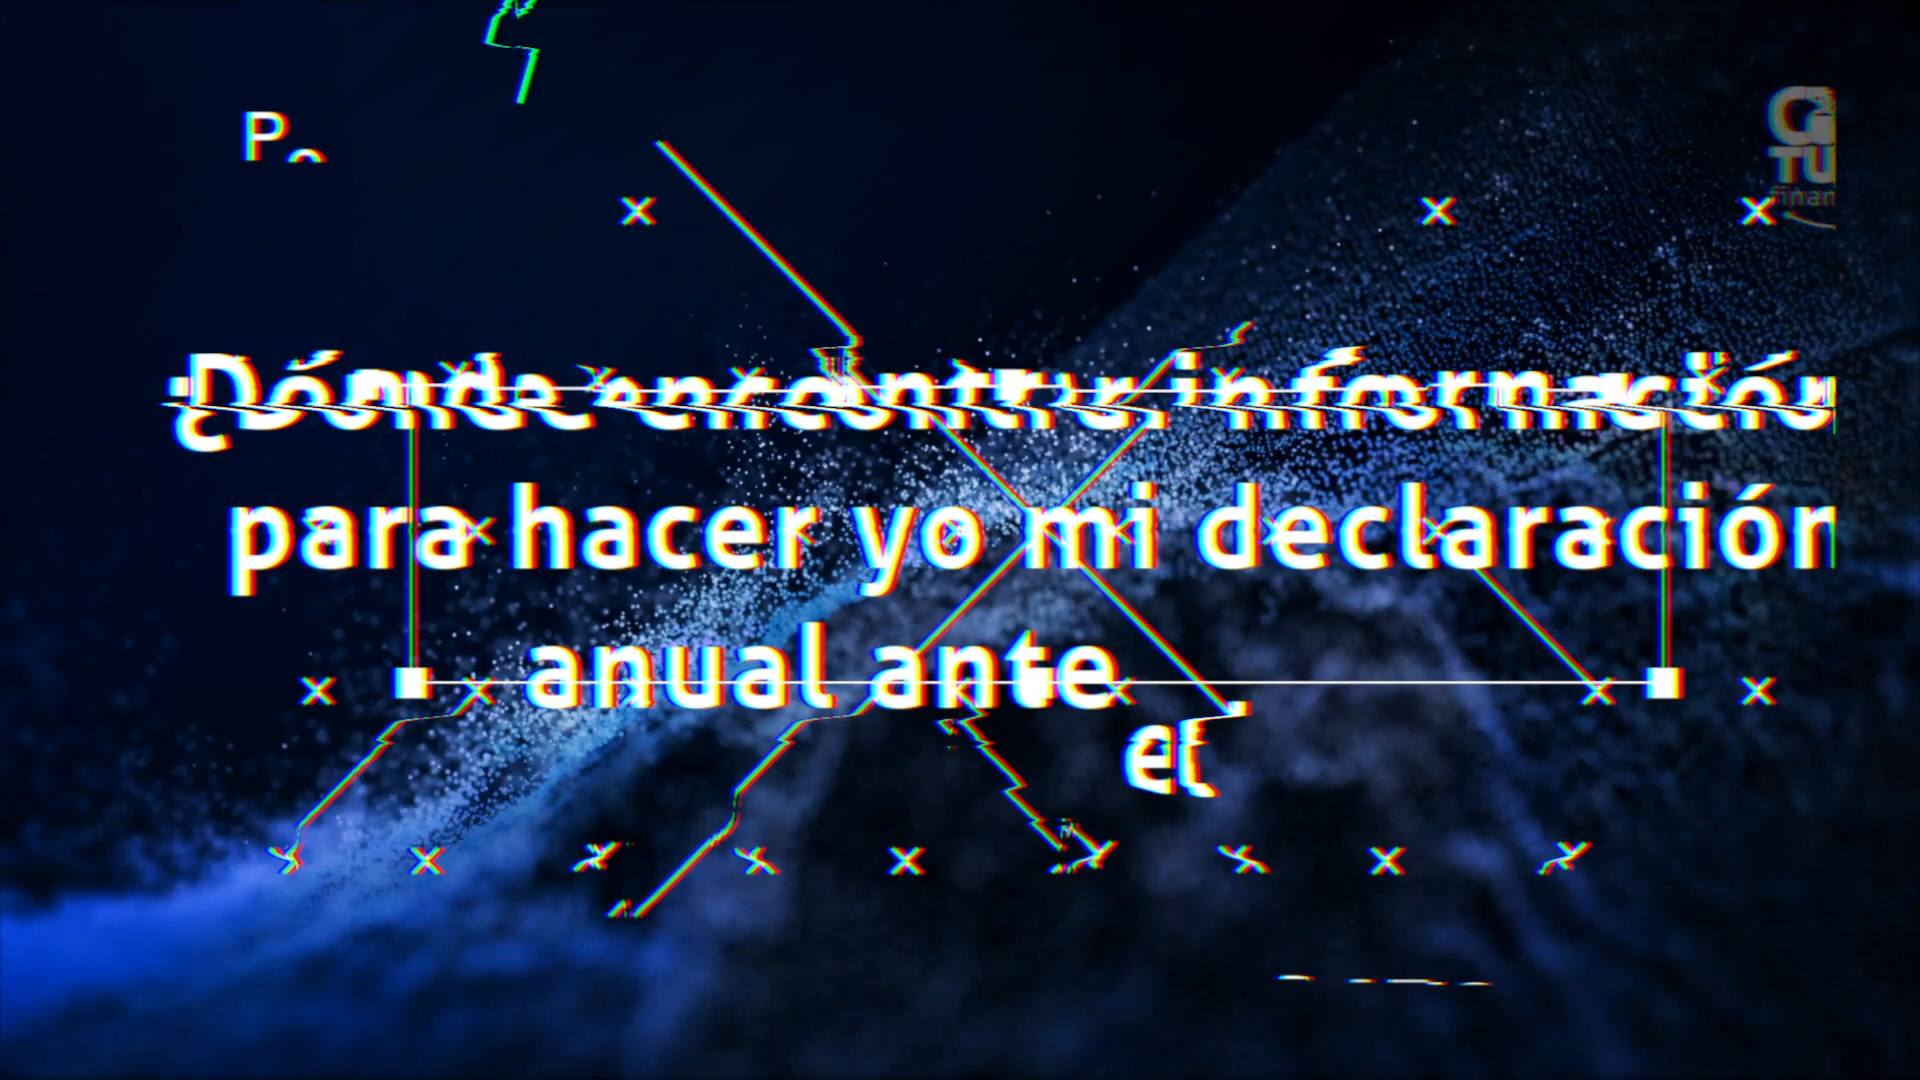 ¿Dónde encontrar información
para hacer yo mi declaración
anual ante
el